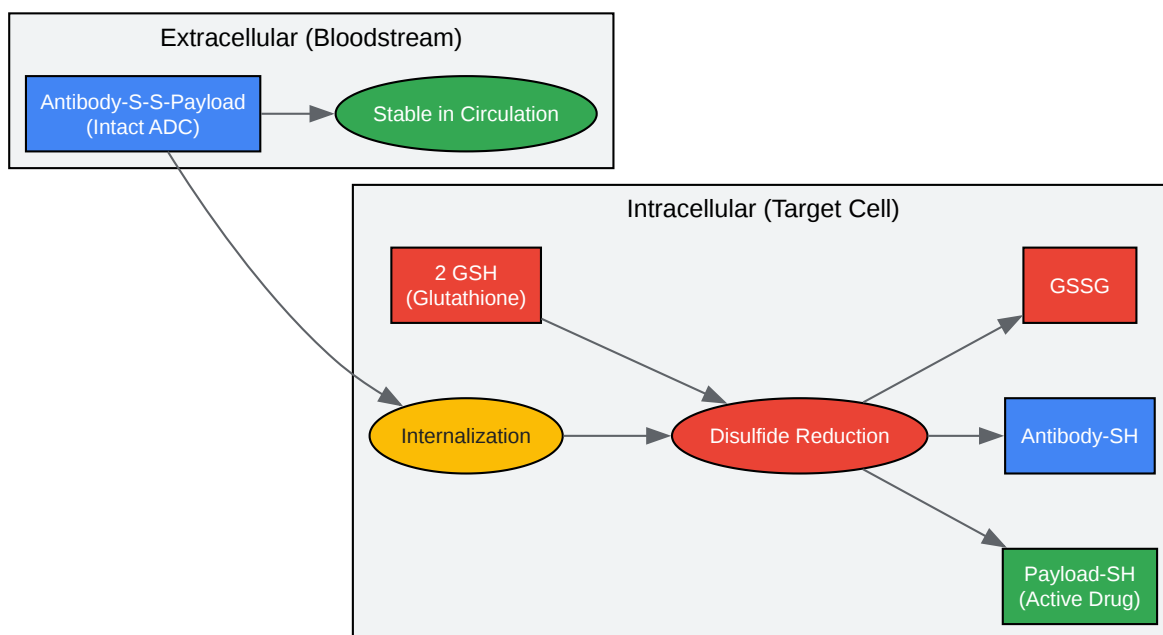 Extracellular (Bloodstream)
Antibody-S-S-Payload
(Intact ADC)
Stable in Circulation
Intracellular (Target Cell)
2 GSH
(Glutathione)
GSSG
Internalization
Disulfide Reduction
Antibody-SH
Payload-SH
(Active Drug)